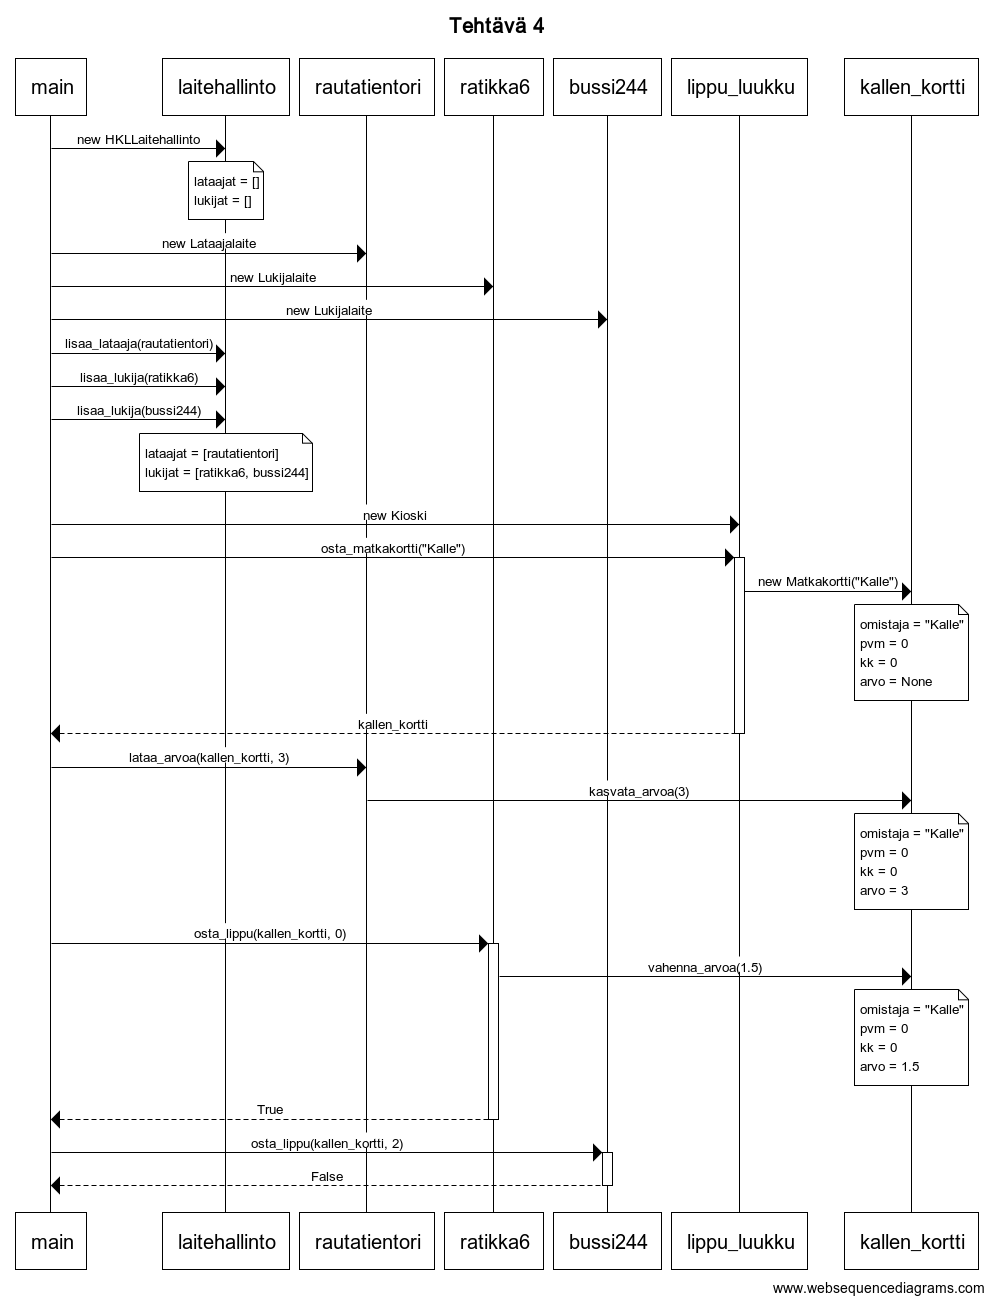 Tehtävä 4
main
laitehallinto
rautatientori
ratikka6
bussi244
lippu_luukku
kallen_kortti
new HKLLaitehallinto
lataajat = []
lukijat = []
new Lataajalaite
new Lukijalaite
new Lukijalaite
lisaa_lataaja(rautatientori)
lisaa_lukija(ratikka6)
lisaa_lukija(bussi244)
lataajat = [rautatientori]
lukijat = [ratikka6, bussi244]
new Kioski
osta_matkakortti("Kalle")
new Matkakortti("Kalle")
omistaja = "Kalle"
pvm = 0
kk = 0
arvo = None
kallen_kortti
lataa_arvoa(kallen_kortti, 3)
kasvata_arvoa(3)
omistaja = "Kalle"
pvm = 0
kk = 0
arvo = 3
osta_lippu(kallen_kortti, 0)
vahenna_arvoa(1.5)
omistaja = "Kalle"
pvm = 0
kk = 0
arvo = 1.5
True
osta_lippu(kallen_kortti, 2)
False
main
laitehallinto
rautatientori
ratikka6
bussi244
lippu_luukku
kallen_kortti
www.websequencediagrams.com